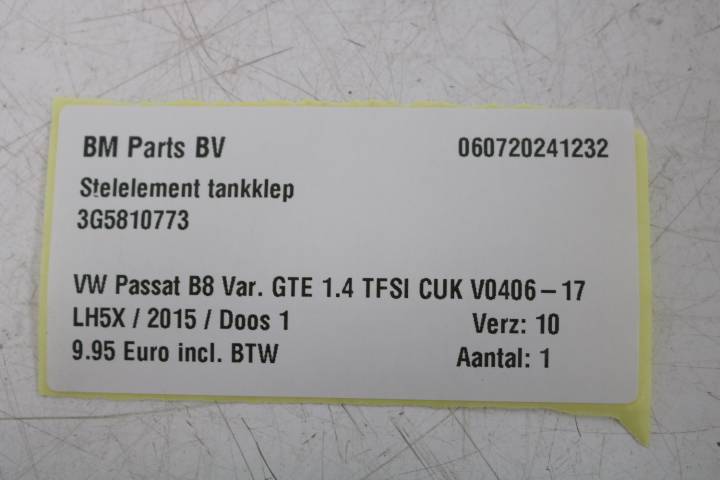 BM Parts BV 060720241232
Stelelement tankklep
3G5810773
VW Passat B8 Var. GTE 1.4 TFSI CUK V0406-17
LH5X / 2015 / Doos 1 Verz: 10
9.95 Euro incl. BTW Aantal: 1